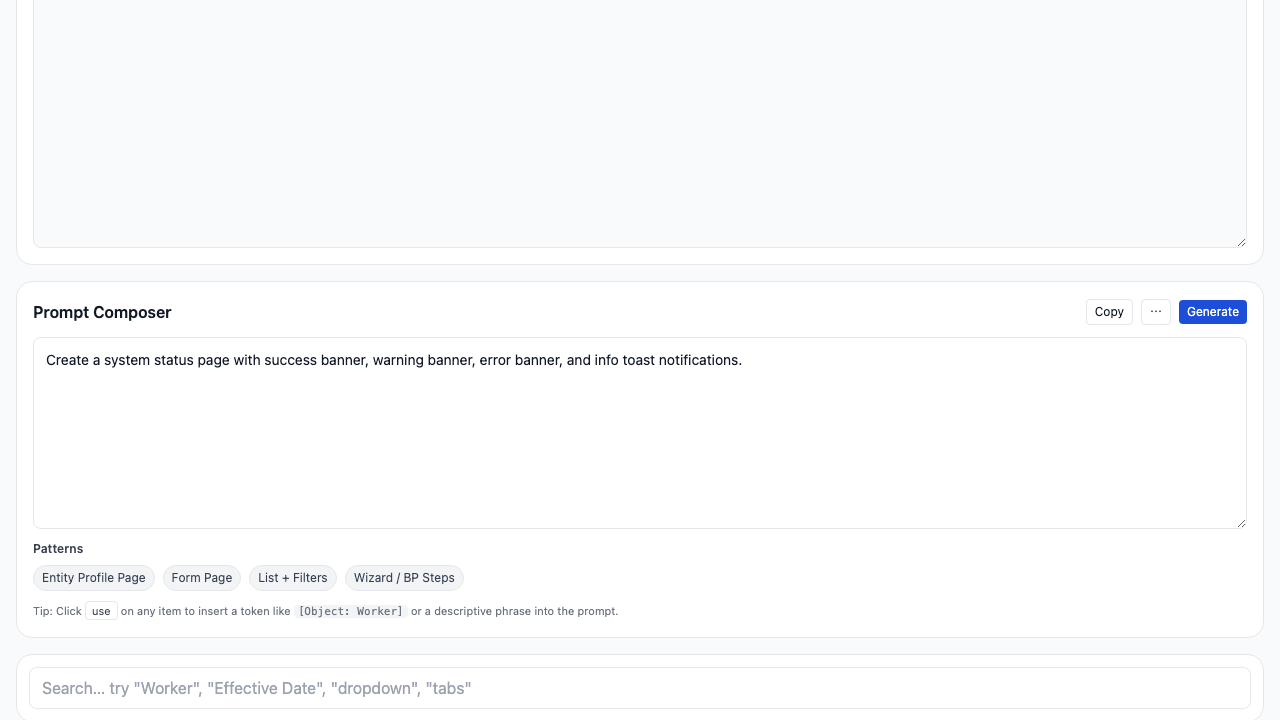 Prompt Composer
Copy
⋯
Generate
Create a system status page with success banner, warning banner, error banner, and info toast notifications.
Patterns
Entity Profile Page
Form Page
List + Filters
Wizard / BP Steps
Tip: Click use on any item to insert a token like [Object: Worker] or a descriptive phrase into the prompt.
Search... try "Worker", "Effective Date", "dropdown", "tabs"